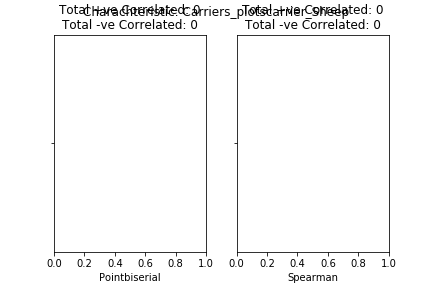 Charachteristic: Carriers_plotscarrier_Sheep
Total +ve Correlated: 0
Total -ve Correlated: 0
Total +ve Correlated: 0
Total -ve Correlated: 0
0.0 0.2 0.4 0.6 0.8 1.0
Pointbiserial
0.0 0.2 0.4 0.6 0.8 1.0
Spearman